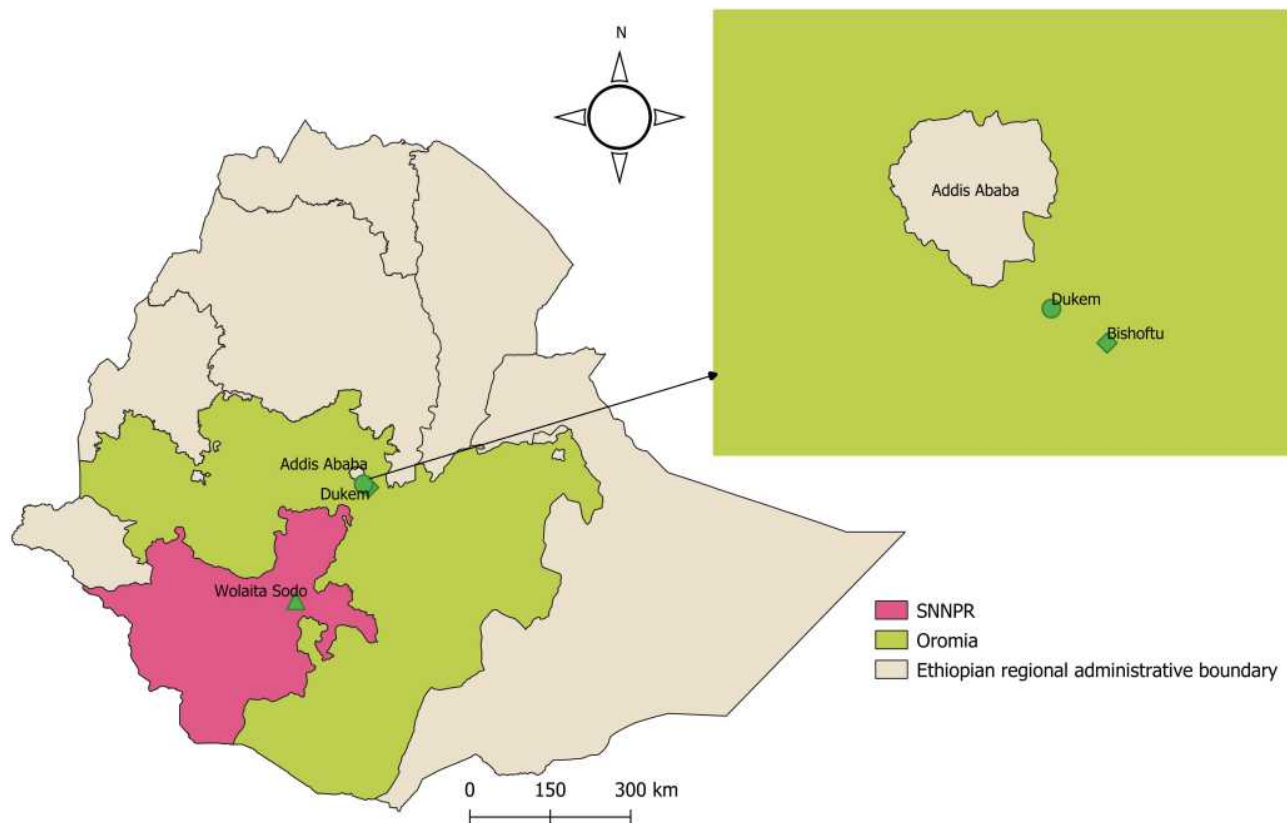 N
Addis Ababa
Dukem
Bishoftu
Addis Ababa
Dukem
Wolaita Sodo
SNNPR
Oromia
Ethiopian regional administrative boundary
0 150 300 km